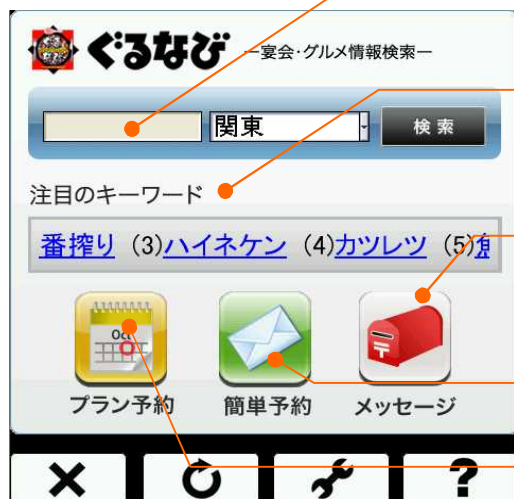 ぐるなび ー宴会・グルメ情報検索ー
関東 検索
注目のキーワード
番搾り (3)ハイネケン (4)カツレツ (5)
Oct
プラン予約 簡単予約 メッセージ
?